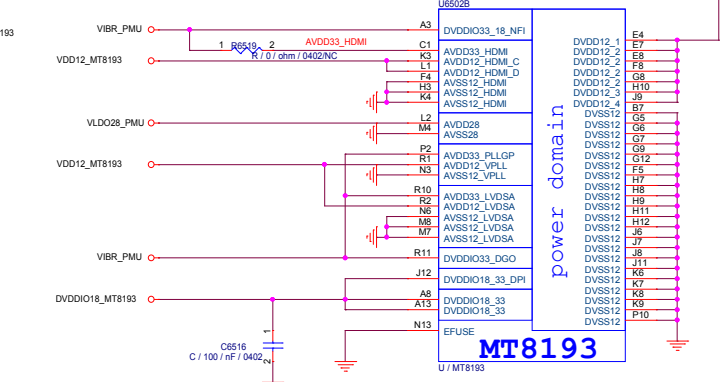 U6502B
193
VIBR_PMU
A3
DVDDIO33_18_NFI
1 R6519 2
AVDD33_HDMI
R / 0 / ohm / 0402/NC
VDD12_MT8193
C1
AVDD33_HDMI
K3
AVDD12_HDMI_C
L1
AVDD12_HDMI_D
F4
AVSS12_HDMI
H3
AVSS12_HDMI
K4
AVSS12_HDMI
VLDO28_PMU
L2
AVDD28
M4
AVSS28
VDD12_MT8193
P2
AVDD33_PLLGP
R1
AVDD12_VPLL
N3
AVSS12_VPLL
R10
AVDD33_LVDSA
R2
AVDD12_LVDSA
N6
AVSS12_LVDSA
M8
AVSS12_LVDSA
M7
AVSS12_LVDSA
VIBR_PMU
R11
DVDDIO33_DGO
J12
DVDDIO18_33_DPI
DVDDIO18_MT8193
A8
DVDDIO18_33
A13
DVDDIO18_33
N13
EFUSE
C6516
1
C / 100 / nF / 0402
2
power domain
DVDD12_1 E4
DVDD12_2 E7
DVDD12_2 E8
DVDD12_2 F8
DVDD12_2 G8
DVDD12_3 H10
DVDD12_4 J9
DVSS12 B7
DVSS12 G5
DVSS12 G6
DVSS12 G7
DVSS12 G9
DVSS12 G12
DVSS12 F5
DVSS12 H7
DVSS12 H8
DVSS12 H9
DVSS12 H11
DVSS12 H12
DVSS12 J6
DVSS12 J7
DVSS12 J8
DVSS12 J11
DVSS12 K6
DVSS12 K7
DVSS12 K8
DVSS12 K9
DVSS12 P10
MT8193
U / MT8193